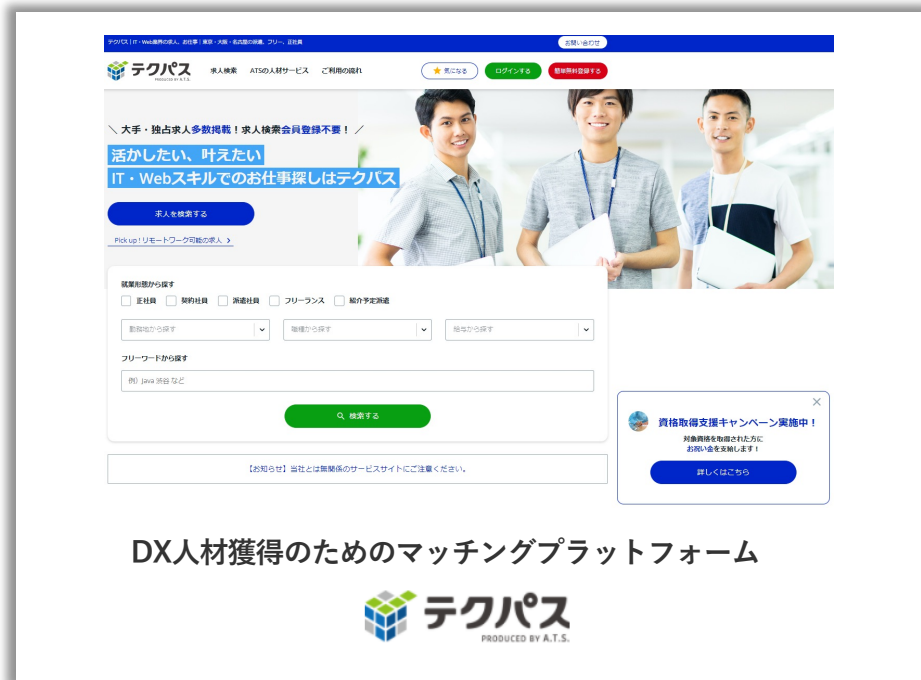 テクパス | IT・Web業界の求人、お仕事 | 東京・大阪・名古屋の派遣、フリー、正社員
お問い合わせ
テクパス
PRODUCED BY A.T.S.
求人検索
ATSの人材サービス
ご利用の流れ
気になる
ログインする
簡単無料登録する
＼ 大手・独占求人多数掲載！求人検索会員登録不要！ ／
活かしたい、叶えたい
IT・Webスキルでのお仕事探しはテクパス
求人を検索する
Pick up ! リモートワーク可能の求人
就業形態から探す
正社員
契約社員
派遣社員
フリーランス
紹介予定派遣
勤務地から探す
職種から探す
給与から探す
フリーワードから探す
例）java 渋谷 など
検索する
【お知らせ】当社とは無関係のサービスサイトにご注意ください。
資格取得支援キャンペーン実施中！
対象資格を取得された方に
お祝い金を支給します！
詳しくはこちら
DX人材獲得のためのマッチングプラットフォーム
テクパス
PRODUCED BY A.T.S.